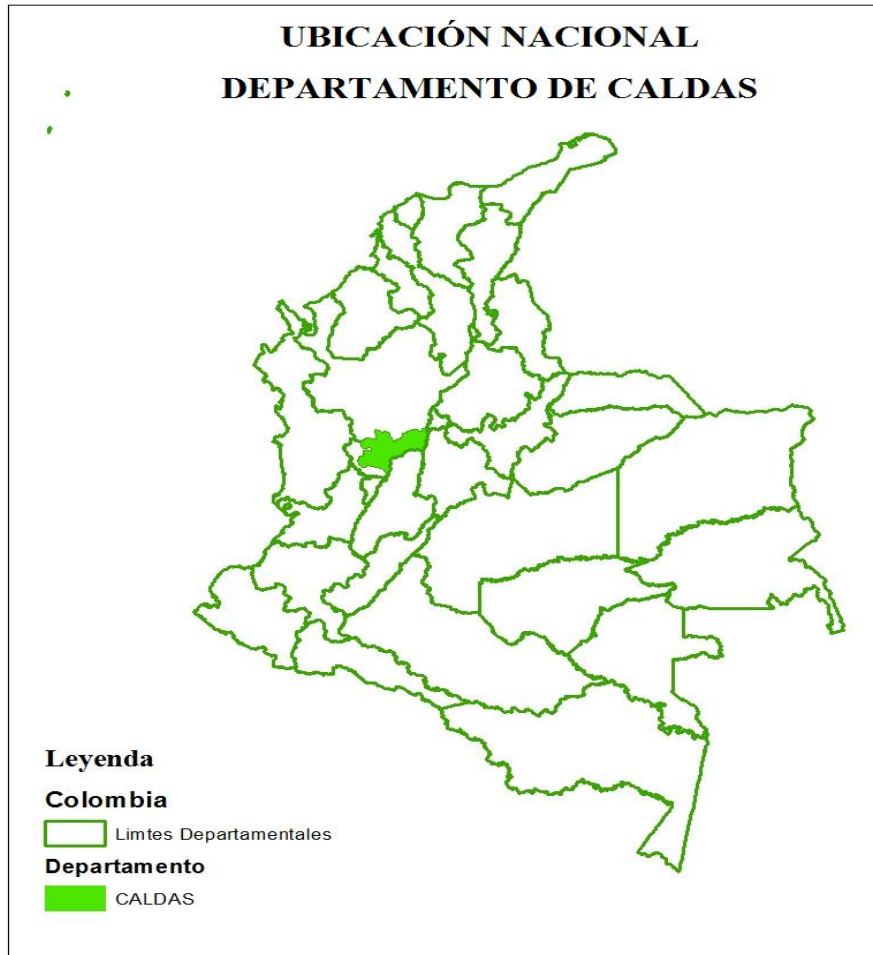 UBICACIÓN NACIONAL
DEPARTAMENTO DE CALDAS
Leyenda
Colombia
Limtes Departamentales
Departamento
CALDAS